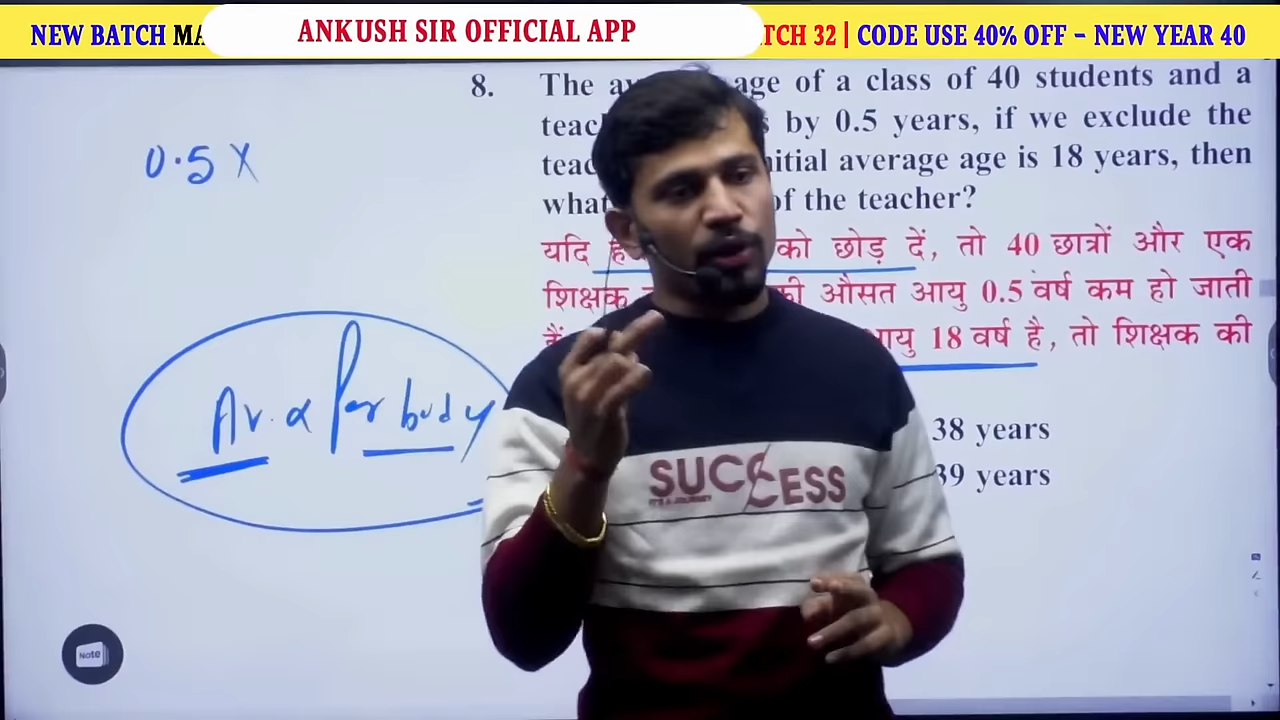 NEW BATCH MA
ANKUSH SIR OFFICIAL APP
TCH 32 | CODE USE 40% OFF – NEW YEAR 40
8. The av age of a class of 40 students and a
teac s by 0.5 years, if we exclude the
teac nitial average age is 18 years, then
what of the teacher?
यदि ह को छोड़ दें, तो 40 छात्रों और एक
शिक्षक की औसत आयु 0.5 वर्ष कम हो जाती
हैं आयु 18 वर्ष है, तो शिक्षक की
38 years
39 years
0.5 X
Av. α Per body
SUCCESS
IT'S A JOURNEY
Note